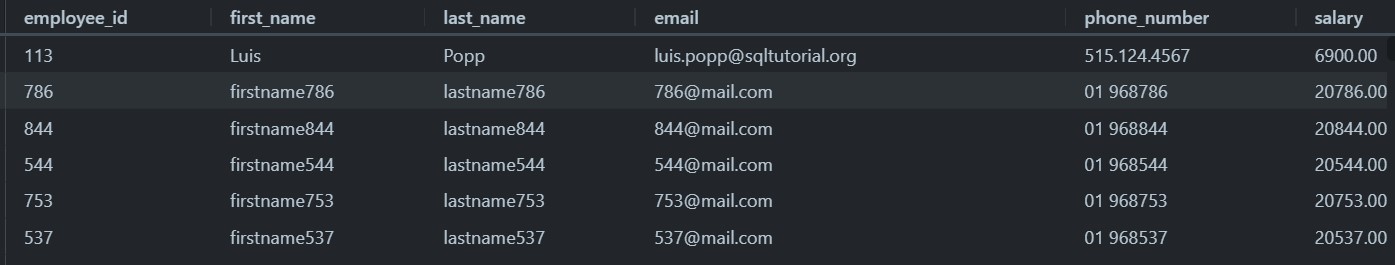 employee_id first_name last_name email phone_number salary
113 Luis Popp luis.popp@sqltutorial.org 515.124.4567 6900.00
786 firstname786 lastname786 786@mail.com 01 968786 20786.00
844 firstname844 lastname844 844@mail.com 01 968844 20844.00
544 firstname544 lastname544 544@mail.com 01 968544 20544.00
753 firstname753 lastname753 753@mail.com 01 968753 20753.00
537 firstname537 lastname537 537@mail.com 01 968537 20537.00